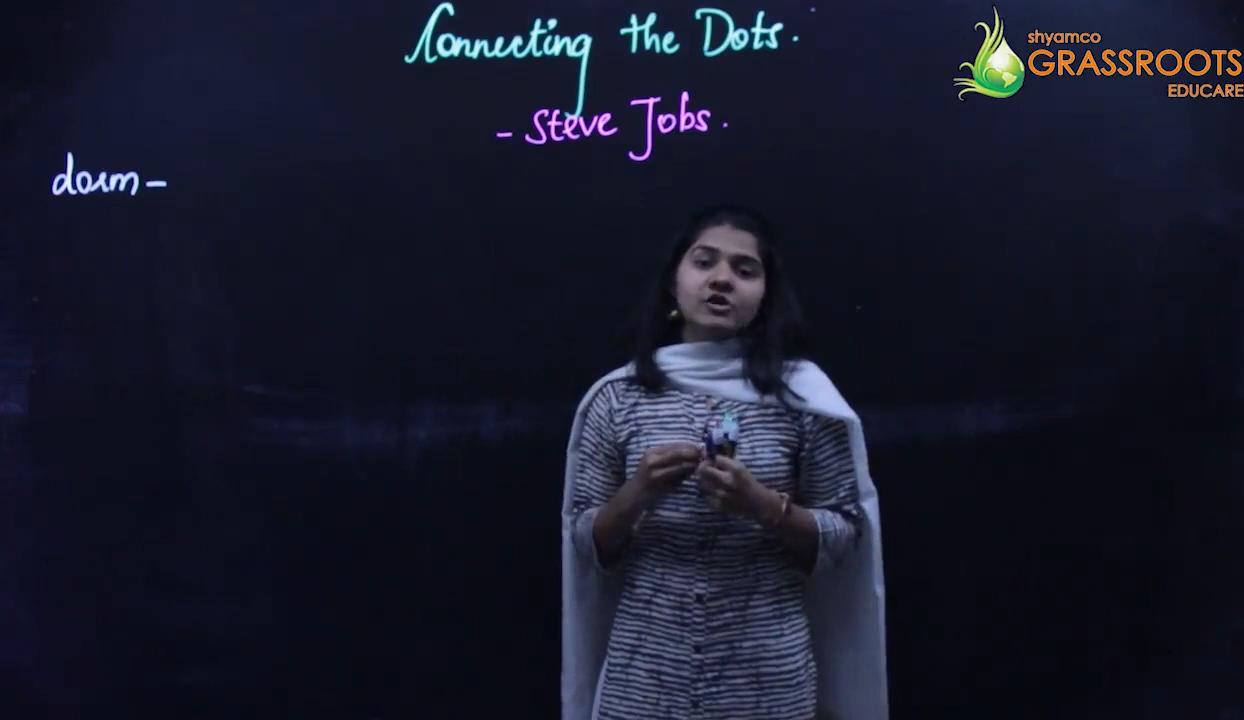 Connecting the Dots.
- Steve Jobs.
dorm -
shyamco
GRASSROOTS
EDUCARE